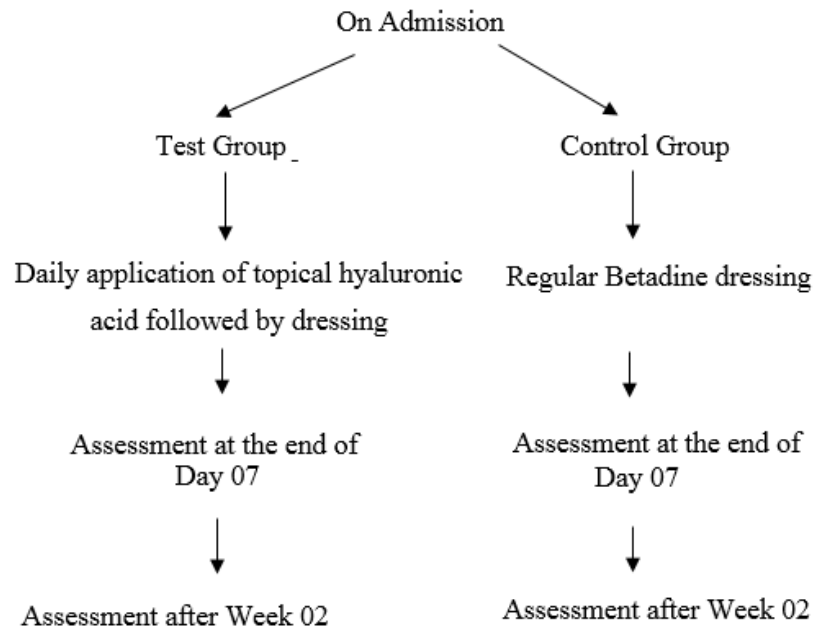 On Admission
Test Group
Control Group
Daily application of topical hyaluronic
acid followed by dressing
Regular Betadine dressing
Assessment at the end of
Day 07
Assessment at the end of
Day 07
Assessment after Week 02
Assessment after Week 02